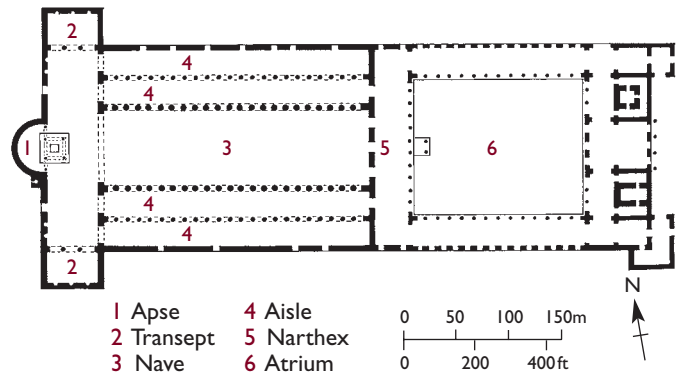 2
4
4
1
3
5
6
4
4
2
N
1 Apse
4 Aisle
2 Transept
5 Narthex
3 Nave
6 Atrium
0 50 100 150m
0 200 400ft